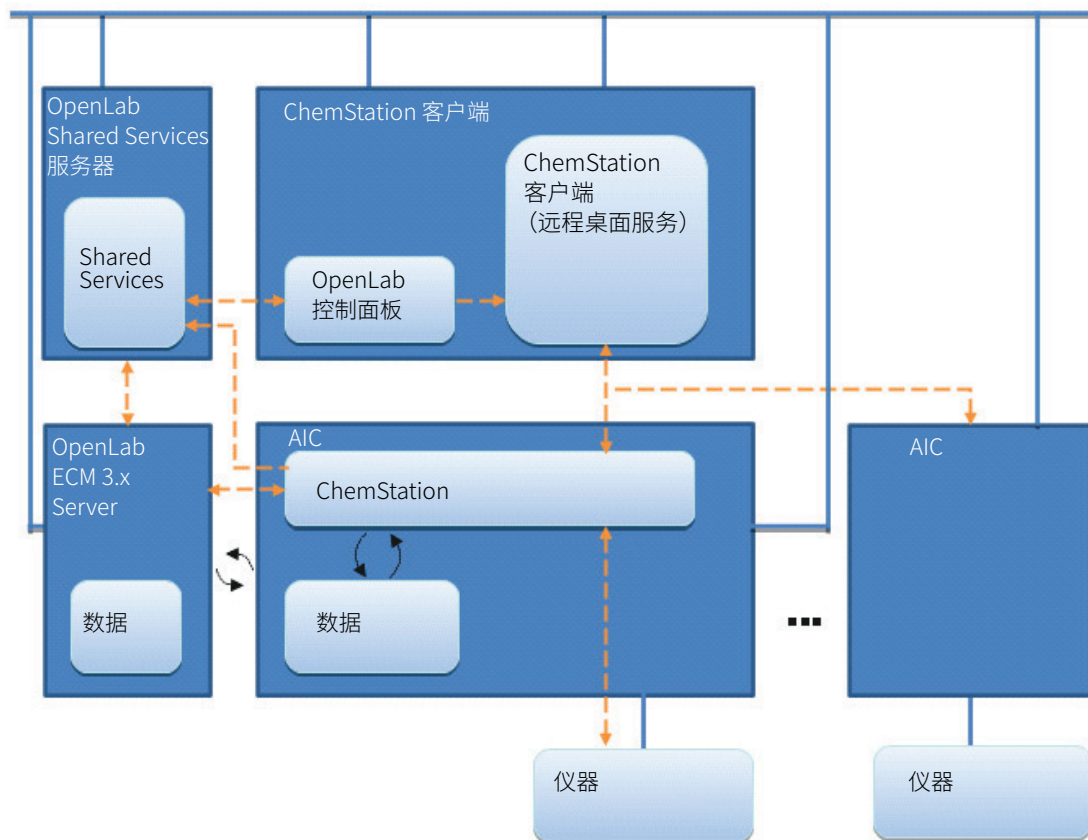 OpenLab
Shared Services
服务器
Shared
Services
ChemStation 客户端
ChemStation
客户端
（远程桌面服务）
OpenLab
控制面板
OpenLab
ECM 3.x
Server
数据
AIC
ChemStation
数据
AIC
仪器
仪器